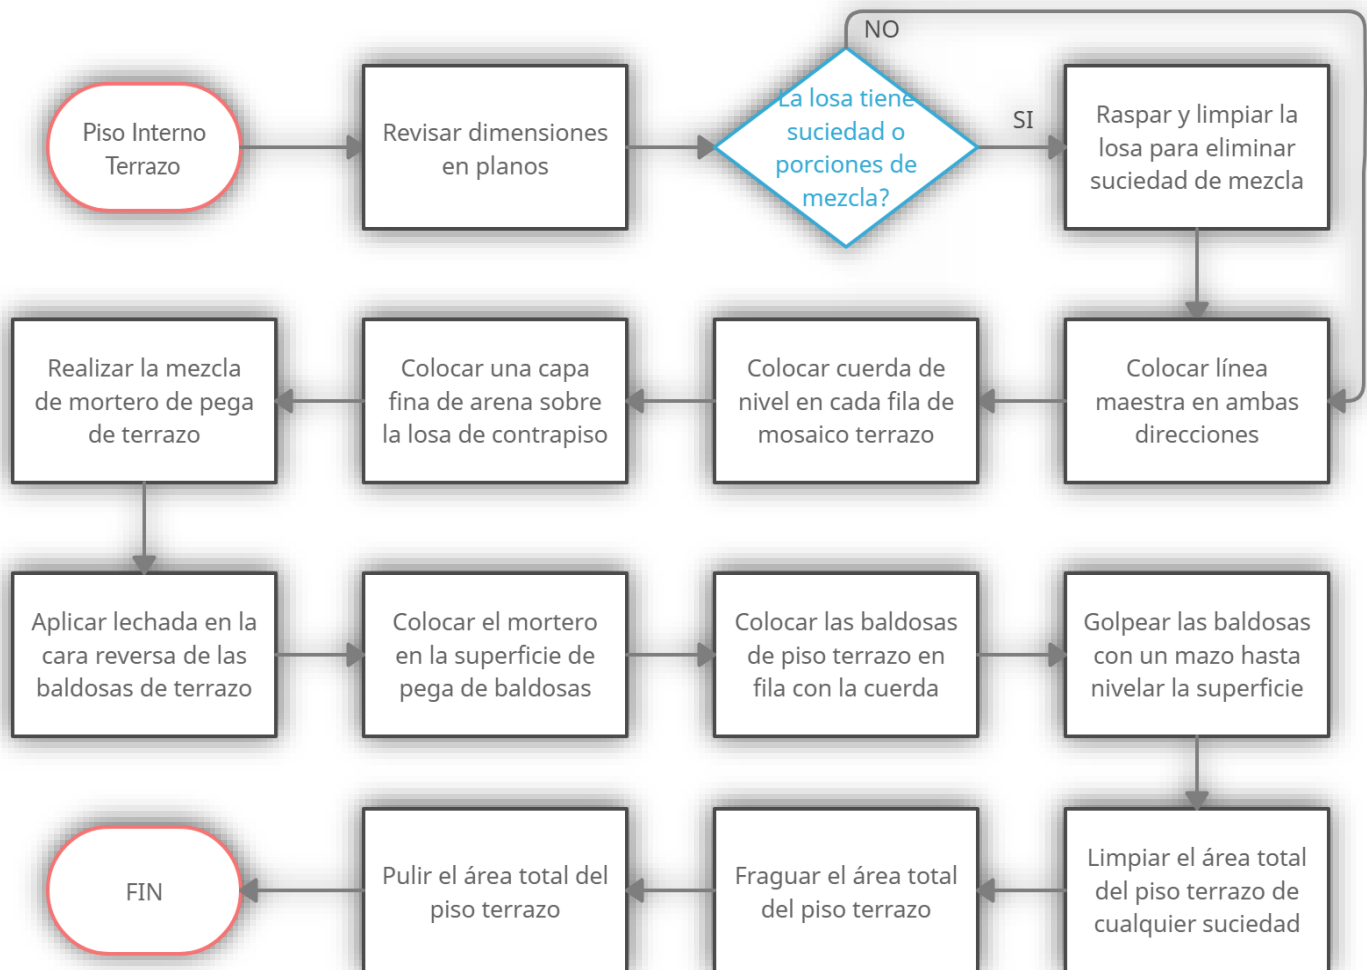 Piso Interno
Terrazo
Revisar dimensiones
en planos
La losa tiene
suciedad o
porciones de
mezcla?
NO
SI
Raspar y limpiar la
losa para eliminar
suciedad de mezcla
Colocar línea
maestra en ambas
direcciones
Colocar cuerda de
nivel en cada fila de
mosaico terrazo
Colocar una capa
fina de arena sobre
la losa de contrapiso
Realizar la mezcla
de mortero de pega
de terrazo
Aplicar lechada en la
cara reversa de las
baldosas de terrazo
Colocar el mortero
en la superficie de
pega de baldosas
Colocar las baldosas
de piso terrazo en
fila con la cuerda
Golpear las baldosas
con un mazo hasta
nivelar la superficie
Limpiar el área total
del piso terrazo de
cualquier suciedad
Fraguar el área total
del piso terrazo
Pulir el área total del
piso terrazo
FIN